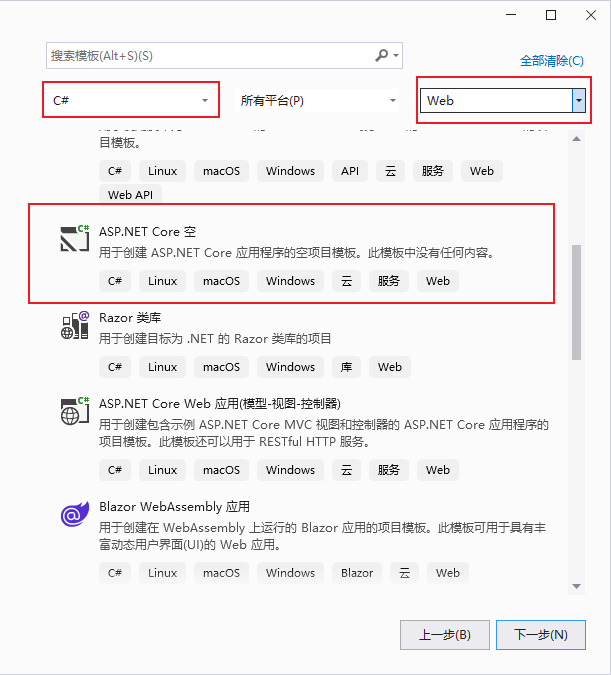 搜索模板(Alt+S)(S)
全部清除(C)
C# 所有平台(P) Web
目模板。
C# Linux macOS Windows API 云 服务 Web
Web API
ASP.NET Core 空
用于创建 ASP.NET Core 应用程序的空项目模板。此模板中没有任何内容。
C# Linux macOS Windows 云 服务 Web
Razor 类库
用于创建目标为 .NET 的 Razor 类库的项目
C# Linux macOS Windows 库 Web
ASP.NET Core Web 应用(模型-视图-控制器)
用于创建包含示例 ASP.NET Core MVC 视图和控制器的 ASP.NET Core 应用程序的
项目模板。此模板还可以用于 RESTful HTTP 服务。
C# Linux macOS Windows 云 服务 Web
Blazor WebAssembly 应用
用于创建在 WebAssembly 上运行的 Blazor 应用的项目模板。此模板可用于具有丰
富动态用户界面(UI)的 Web 应用。
C# Linux macOS Windows Blazor 云 Web
上一步(B) 下一步(N)